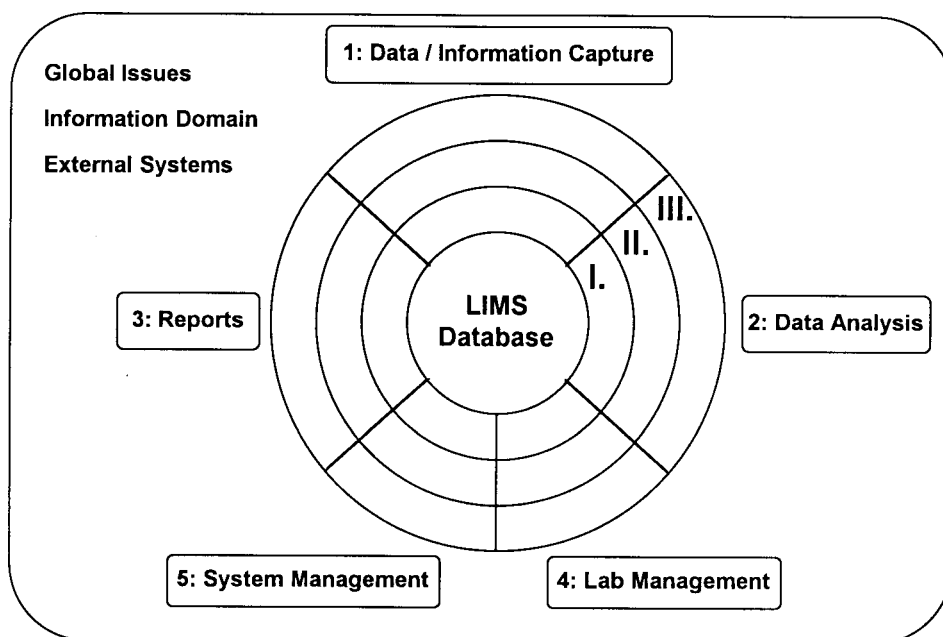 1: Data / Information Capture
Global Issues
Information Domain
External Systems
III.
II.
I.
LIMS
Database
3: Reports
2: Data Analysis
5: System Management
4: Lab Management